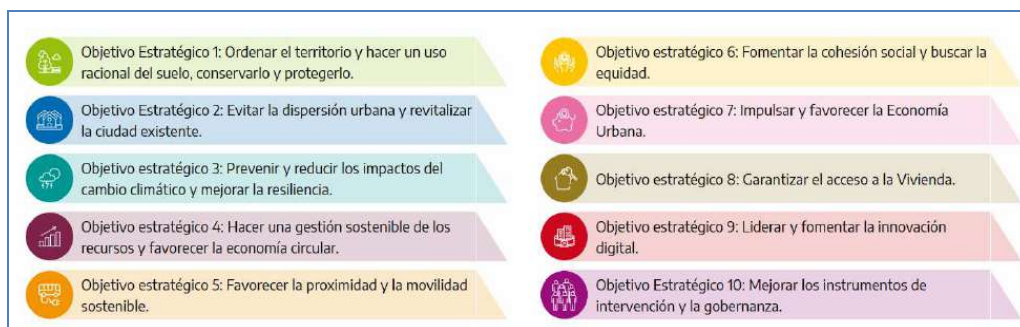 Objetivo Estratégico 1: Ordenar el territorio y hacer un uso
racional del suelo, conservarlo y protegerlo.
Objetivo Estratégico 2: Evitar la dispersión urbana y revitalizar
la ciudad existente.
Objetivo estratégico 3: Prevenir y reducir los impactos del
cambio climático y mejorar la resiliencia.
Objetivo estratégico 4: Hacer una gestión sostenible de los
recursos y favorecer la economía circular.
Objetivo estratégico 5: Favorecer la proximidad y la movilidad
sostenible.
Objetivo estratégico 6: Fomentar la cohesión social y buscar la
equidad.
Objetivo estratégico 7: Impulsar y favorecer la Economía
Urbana.
Objetivo estratégico 8: Garantizar el acceso a la Vivienda.
Objetivo estratégico 9: Liderar y fomentar la innovación
digital.
Objetivo Estratégico 10: Mejorar los instrumentos de
intervención y la gobernanza.